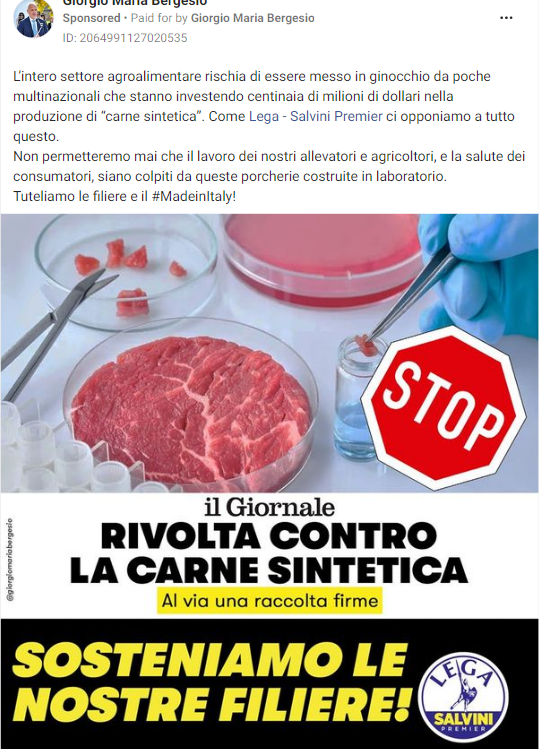 Giorgio Maria Bergesio
Sponsored • Paid for by Giorgio Maria Bergesio
ID: 2064991127020535
L'intero settore agroalimentare rischia di essere messo in ginocchio da poche
multinazionali che stanno investendo centinaia di milioni di dollari nella
produzione di “carne sintetica”. Come Lega - Salvini Premier ci opponiamo a tutto
questo.
Non permetteremo mai che il lavoro dei nostri allevatori e agricoltori, e la salute dei
consumatori, siano colpiti da queste porcherie costruite in laboratorio.
Tuteliamo le filiere e il #MadeinItaly!
STOP
il Giornale
RIVOLTA CONTRO
LA CARNE SINTETICA
Al via una raccolta firme
@giorgiomariabergesio
SOSTENIAMO LE
NOSTRE FILIERE!
LEGA
SALVINI
PREMIER